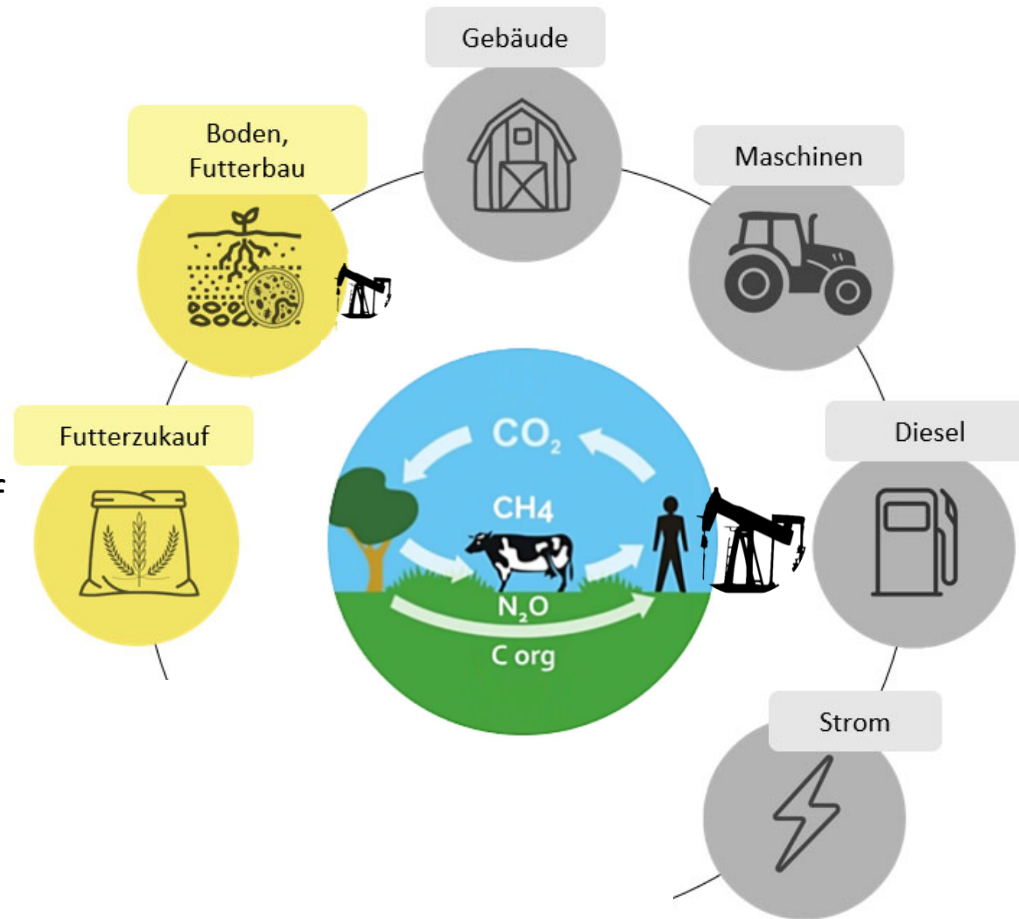 Gebäude
Boden,
Futterbau
Maschinen
Futterzukauf
Diesel
CO₂
CH4
N₂O
C org
Strom